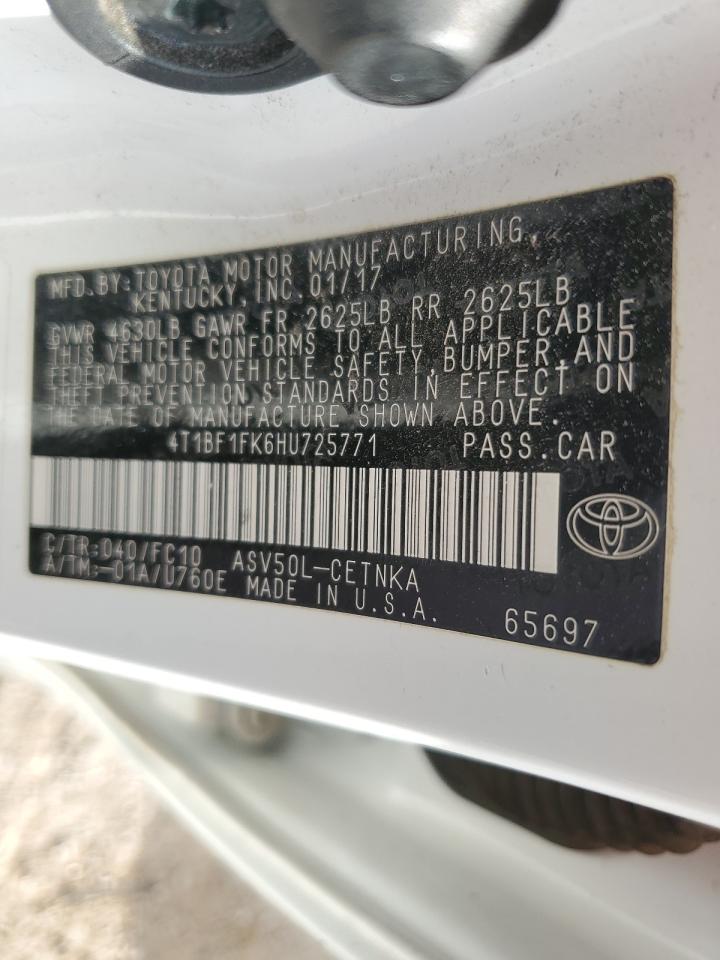 MFD.BY:TOYOTA MOTOR MANUFACTURING,
KENTUCKY,INC.01/17
GVWR 4630LB GAWR FR 2625LB RR 2625LB
THIS VEHICLE CONFORMS TO ALL APPLICABLE
FEDERAL MOTOR VEHICLE SAFETY,BUMPER,AND
THEFT PREVENTION STANDARDS IN EFFECT ON
THE DATE OF MANUFACTURE SHOWN ABOVE.
4T1BF1FK6HU725771 PASS.CAR
C/TR:040/FC10 ASV50L-CETNKA
A/TM:-01A/U760E MADE IN U.S.A.
65697